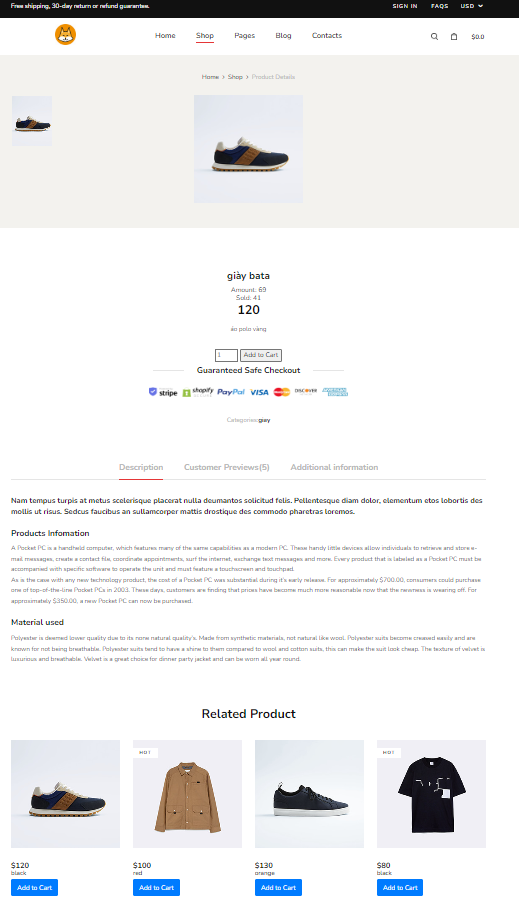 Free shipping, 30-day return or refund guarantee.
SIGN IN FAQS USD
Home Shop Pages Blog Contacts
$0.0
Home > Shop > Product Details
giày bata
Amount: 69
Sold: 41
120
áo polo vàng
1 Add to Cart
Guaranteed Safe Checkout
stripe shopify PayPal VISA MasterCard DISCOVER AMERICAN EXPRESS
Categories:giay
Description Customer Previews(5) Additional information
Nam tempus turpis at metus scelerisque placerat nulla deumantos solicitud felis. Pellentesque diam dolor, elementum etos lobortis des
mollis ut risus. Sedcus faucibus an sullamcorper mattis drostique des commodo pharetras loremos.
Products Infomation
A Pocket PC is a handheld computer, which features many of the same capabilities as a modern PC. These handy little devices allow individuals to retrieve and store e-
mail messages, create a contact file, coordinate appointments, surf the internet, exchange text messages and more. Every product that is labeled as a Pocket PC must be
accompanied with specific software to operate the unit and must feature a touchscreen and touchpad.
As is the case with any new technology product, the cost of a Pocket PC was substantial during it's early release. For approximately $700.00, consumers could purchase
one of top-of-the-line Pocket PCs in 2003. These days, customers are finding that prices have become much more reasonable now that the newness is wearing off. For
approximately $350.00, a new Pocket PC can now be purchased.
Material used
Polyester is deemed lower quality due to its none natural quality's. Made from synthetic materials, not natural like wool. Polyester suits become creased easily and are
known for not being breathable. Polyester suits tend to have a shine to them compared to wool and cotton suits, this can make the suit look cheap. The texture of velvet is
luxurious and breathable. Velvet is a great choice for dinner party jacket and can be worn all year round.
Related Product
HOT HOT
$120 $100 $130 $80
black red orange black
Add to Cart Add to Cart Add to Cart Add to Cart